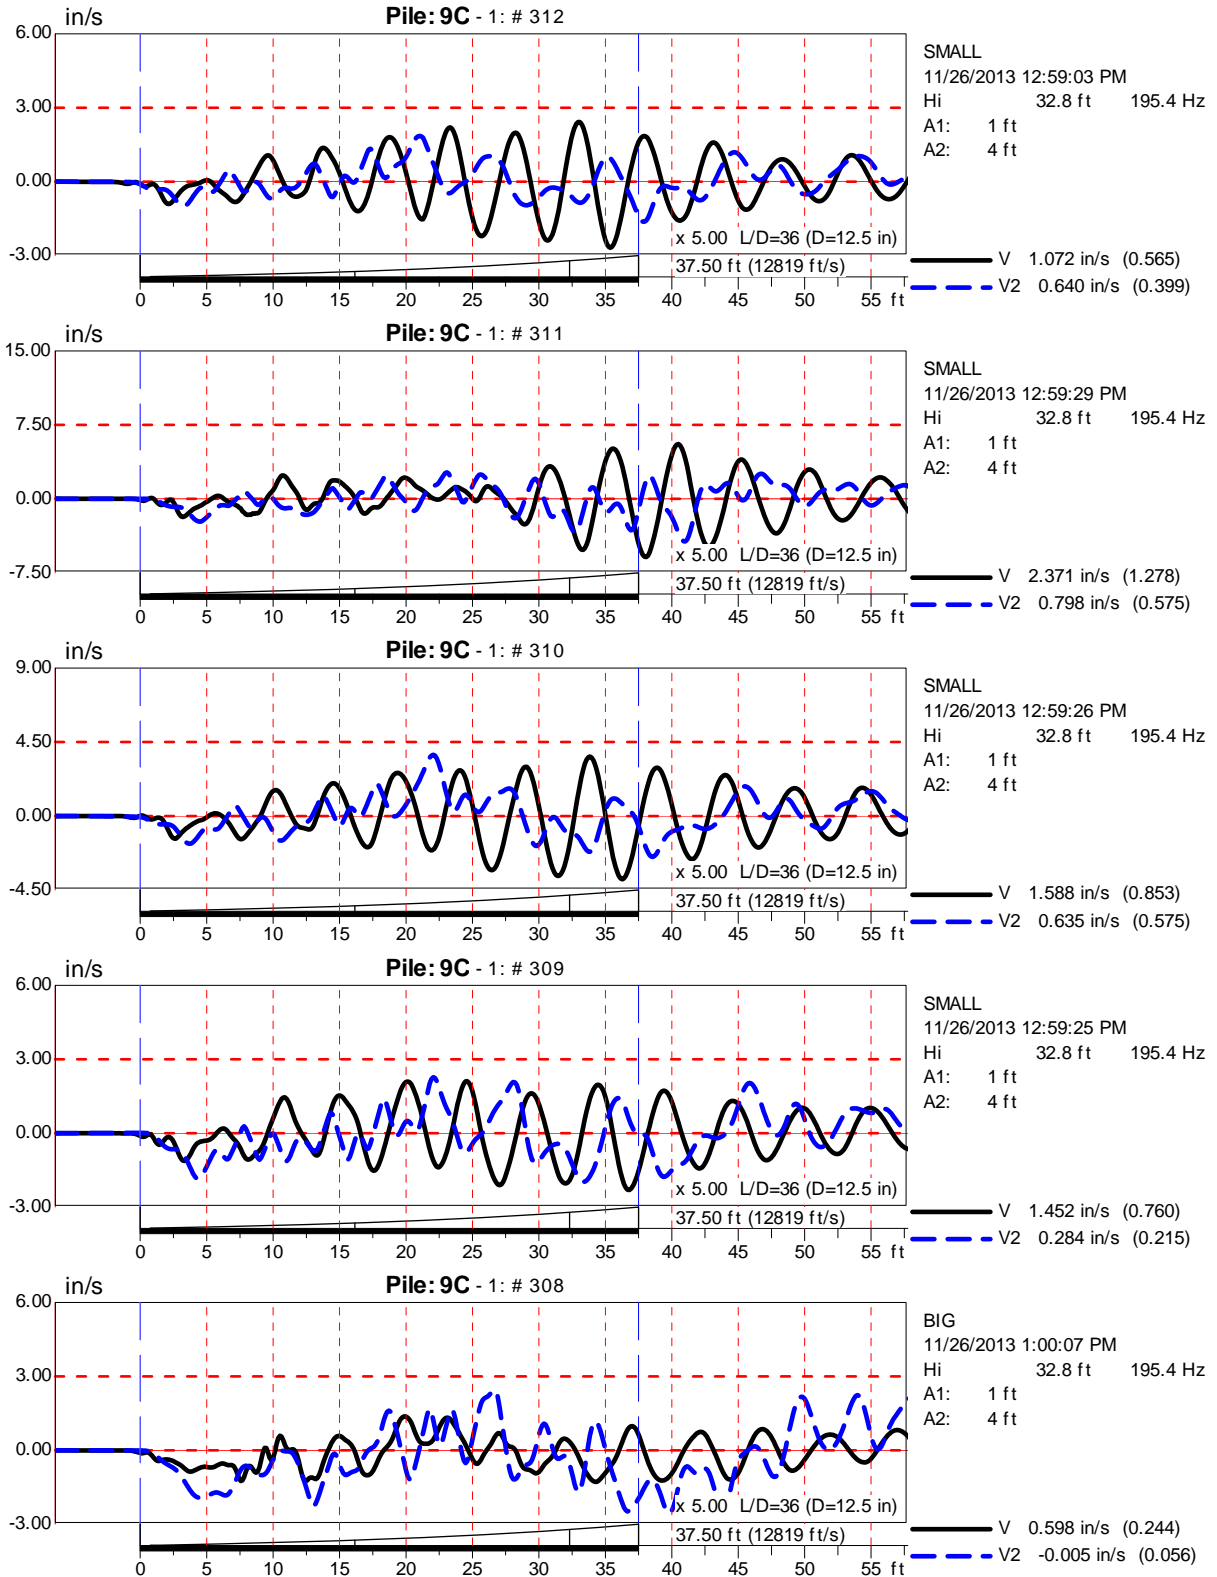 in/s
Pile: 9C - 1: # 312
6.00
3.00
0.00
-3.00
x 5.00 L/D=36 (D=12.5 in)
37.50 ft (12819 ft/s)
0 5 10 15 20 25 30 35 40 45 50 55 ft
SMALL
11/26/2013 12:59:03 PM
Hi 32.8 ft 195.4 Hz
A1: 1 ft
A2: 4 ft
V 1.072 in/s (0.565)
V2 0.640 in/s (0.399)
in/s
Pile: 9C - 1: # 311
15.00
7.50
0.00
-7.50
x 5.00 L/D=36 (D=12.5 in)
37.50 ft (12819 ft/s)
0 5 10 15 20 25 30 35 40 45 50 55 ft
SMALL
11/26/2013 12:59:29 PM
Hi 32.8 ft 195.4 Hz
A1: 1 ft
A2: 4 ft
V 2.371 in/s (1.278)
V2 0.798 in/s (0.575)
in/s
Pile: 9C - 1: # 310
9.00
4.50
0.00
-4.50
x 5.00 L/D=36 (D=12.5 in)
37.50 ft (12819 ft/s)
0 5 10 15 20 25 30 35 40 45 50 55 ft
SMALL
11/26/2013 12:59:26 PM
Hi 32.8 ft 195.4 Hz
A1: 1 ft
A2: 4 ft
V 1.588 in/s (0.853)
V2 0.635 in/s (0.575)
in/s
Pile: 9C - 1: # 309
6.00
3.00
0.00
-3.00
x 5.00 L/D=36 (D=12.5 in)
37.50 ft (12819 ft/s)
0 5 10 15 20 25 30 35 40 45 50 55 ft
SMALL
11/26/2013 12:59:25 PM
Hi 32.8 ft 195.4 Hz
A1: 1 ft
A2: 4 ft
V 1.452 in/s (0.760)
V2 0.284 in/s (0.215)
in/s
Pile: 9C - 1: # 308
6.00
3.00
0.00
-3.00
x 5.00 L/D=36 (D=12.5 in)
37.50 ft (12819 ft/s)
0 5 10 15 20 25 30 35 40 45 50 55 ft
BIG
11/26/2013 1:00:07 PM
Hi 32.8 ft 195.4 Hz
A1: 1 ft
A2: 4 ft
V 0.598 in/s (0.244)
V2 -0.005 in/s (0.056)